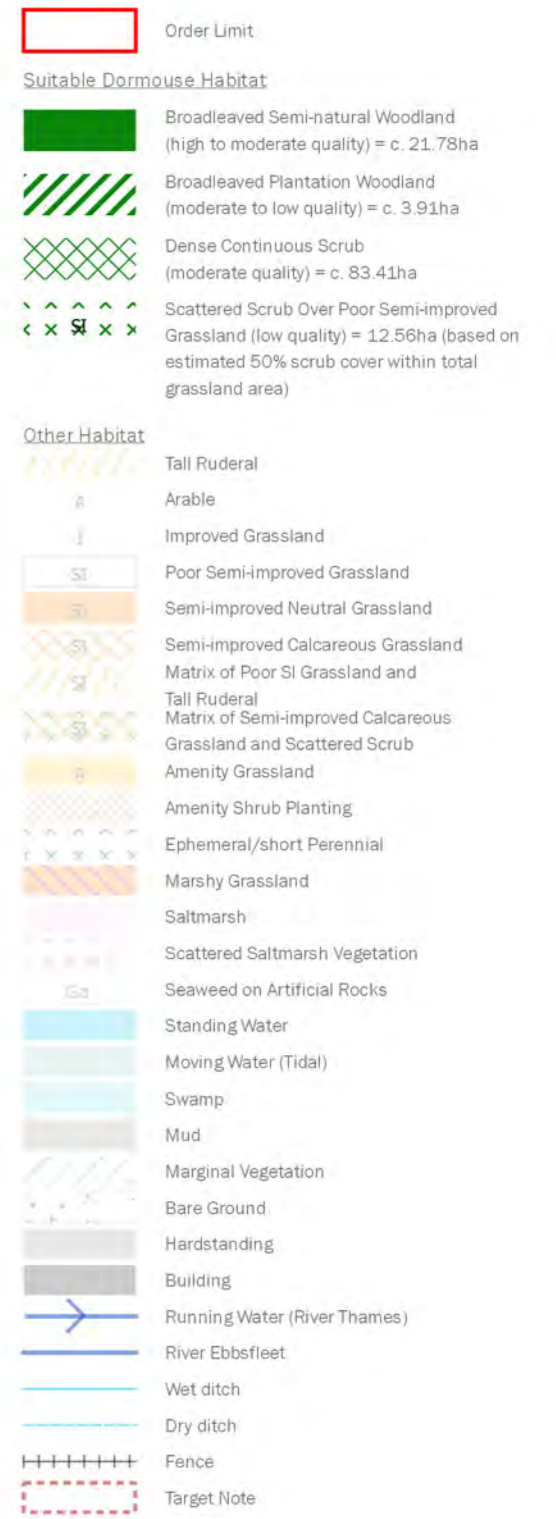 Order Limit
Suitable Dormouse Habitat
Broadleaved Semi-natural Woodland
(high to moderate quality) = c. 21.78ha
Broadleaved Plantation Woodland
(moderate to low quality) = c. 3.91ha
Dense Continuous Scrub
(moderate quality) = c. 83.41ha
SI
Scattered Scrub Over Poor Semi-improved
Grassland (low quality) = 12.56ha (based on
estimated 50% scrub cover within total
grassland area)
Other Habitat
Tall Ruderal
A Arable
I Improved Grassland
SI Poor Semi-improved Grassland
SI Semi-improved Neutral Grassland
SI Semi-improved Calcareous Grassland
SI Matrix of Poor SI Grassland and
Tall Ruderal
SI Matrix of Semi-improved Calcareous
Grassland and Scattered Scrub
Amenity Grassland
Amenity Shrub Planting
Ephemeral/short Perennial
Marshy Grassland
Saltmarsh
Scattered Saltmarsh Vegetation
Ga Seaweed on Artificial Rocks
Standing Water
Moving Water (Tidal)
Swamp
Mud
Marginal Vegetation
Bare Ground
Hardstanding
Building
Running Water (River Thames)
River Ebbsfleet
Wet ditch
Dry ditch
Fence
Target Note